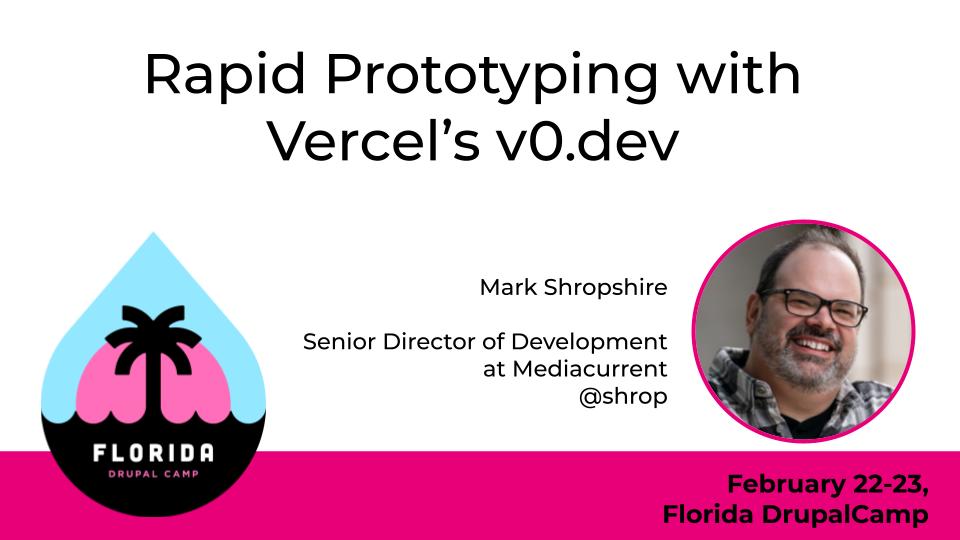 Rapid Prototyping with
Vercel’s v0.dev
Mark Shropshire
Senior Director of Development
at Mediacurrent
@shrop
FLORIDA
DRUPAL CAMP
February 22-23,
Florida DrupalCamp